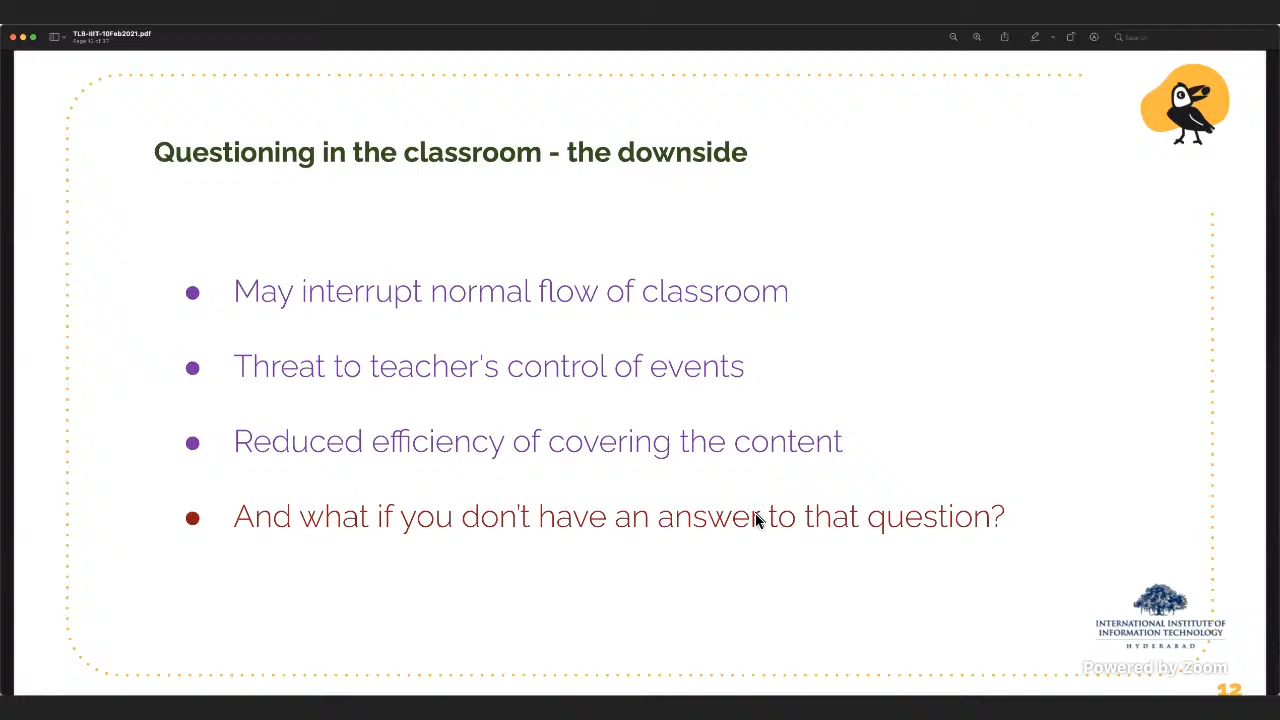 TLB-IIIT-10Feb2021.pdf
Page 12 of 37
Search
Questioning in the classroom - the downside
● May interrupt normal flow of classroom
● Threat to teacher's control of events
● Reduced efficiency of covering the content
● And what if you don't have an answer to that question?
INTERNATIONAL INSTITUTE OF
INFORMATION TECHNOLOGY
HYDERABAD
Powered by Zoom
12